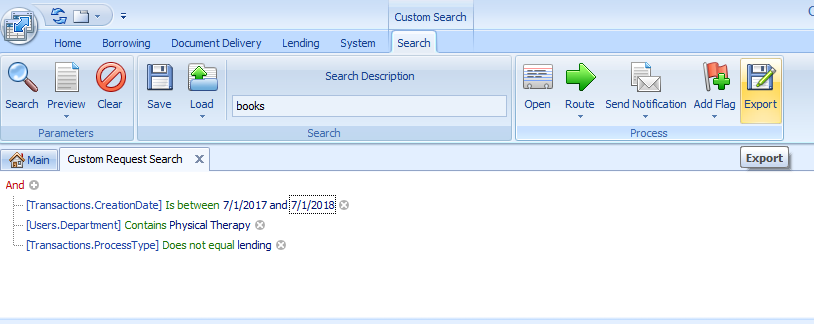 Custom Search
C
Home Borrowing Document Delivery Lending System Search
Search Preview Clear Save Load Search Description Open Route Send Notification Add Flag Export
books
Parameters Search Process
Main Custom Request Search X
Export
And
[Transactions.CreationDate] Is between 7/1/2017 and 7/1/2018
[Users.Department] Contains Physical Therapy
[Transactions.ProcessType] Does not equal lending